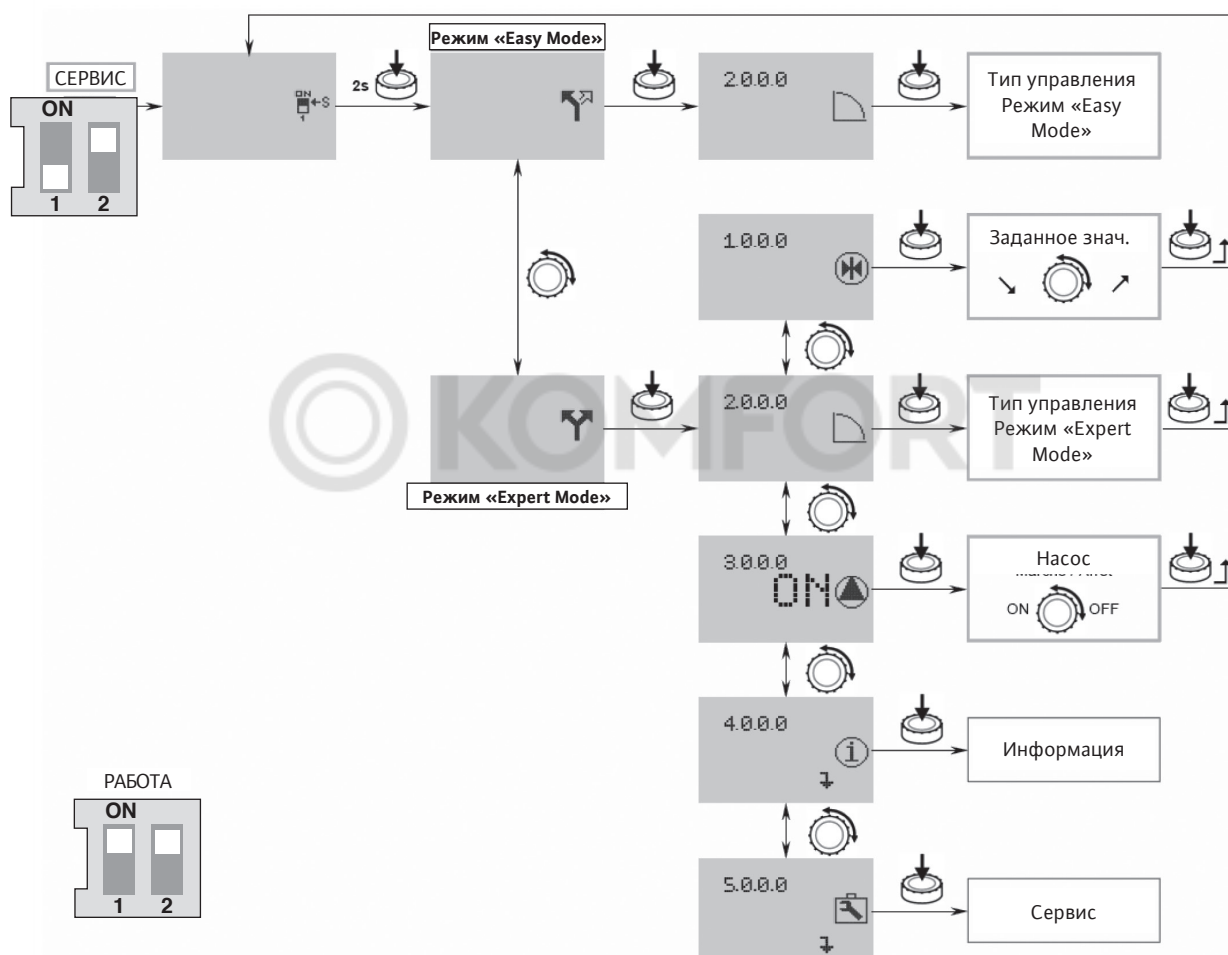 Режим «Easy Mode»
СЕРВИС
ON
1 2
ON
←S
1
2s
2.0.0.0
Тип управления
Режим «Easy
Mode»
1.0.0.0
Заданное знач.
KOMFORT
2.0.0.0
Тип управления
Режим «Expert
Mode»
Режим «Expert Mode»
3.0.0.0
ON
Насос
ON OFF
4.0.0.0
i
Информация
РАБОТА
ON
1 2
5.0.0.0
Сервис